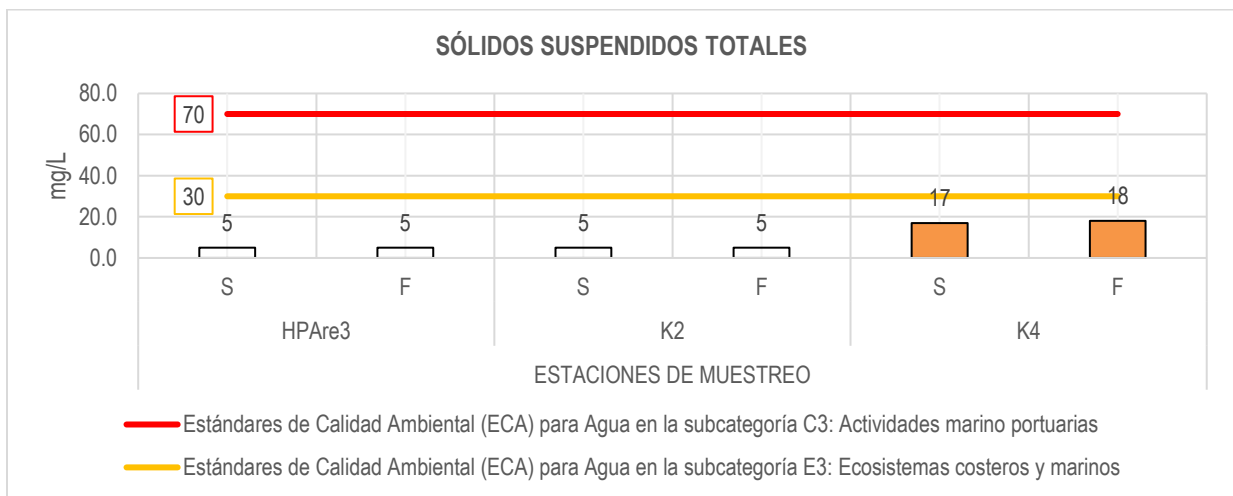 SÓLIDOS SUSPENDIDOS TOTALES
80.0
70
60.0
mg/L
40.0
30
20.0
0.0
5
5
5
5
17
18
S
F
S
F
S
F
HPAre3
K2
K4
ESTACIONES DE MUESTREO
Estándares de Calidad Ambiental (ECA) para Agua en la subcategoría C3: Actividades marino portuarias
Estándares de Calidad Ambiental (ECA) para Agua en la subcategoría E3: Ecosistemas costeros y marinos